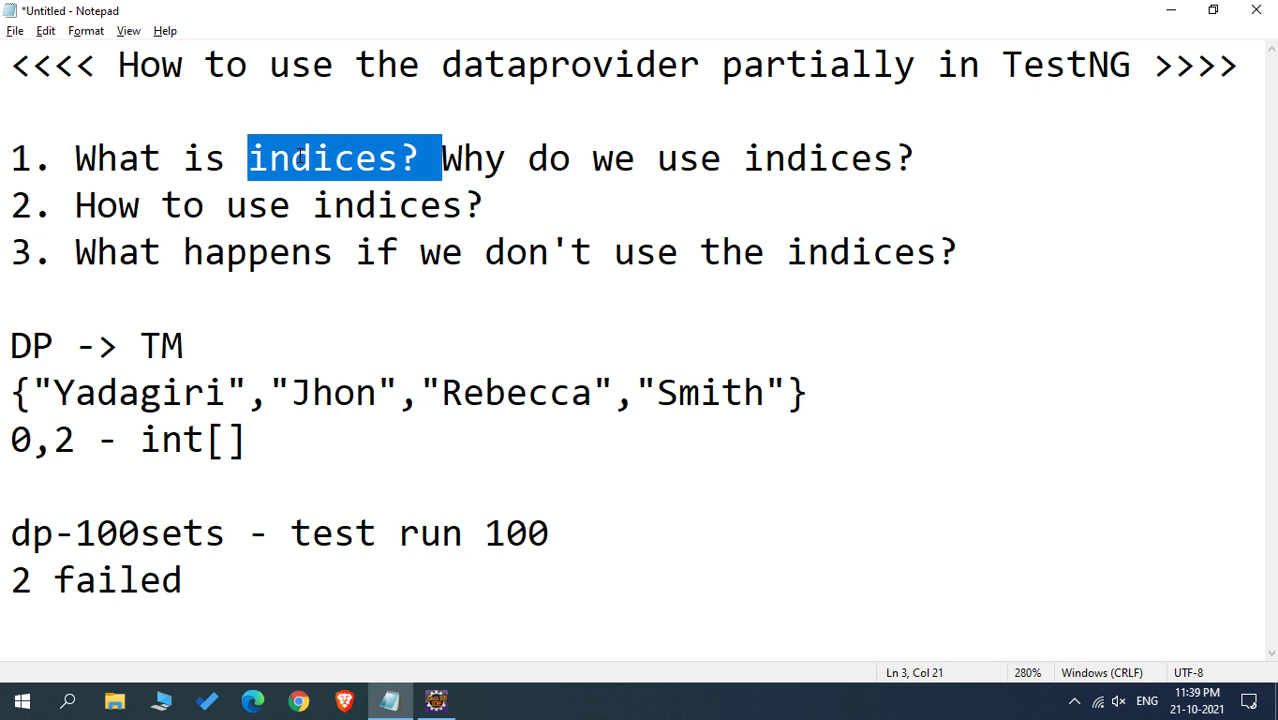 *Untitled - Notepad
File Edit Format View Help
<<<< How to use the dataprovider partially in TestNG >>>>
1. What is indices? Why do we use indices?
2. How to use indices?
3. What happens if we don't use the indices?
DP -> TM
{"Yadagiri","Jhon","Rebecca","Smith"}
0,2 - int[]
dp-100sets - test run 100
2 failed
Ln 3, Col 21 280% Windows (CRLF) UTF-8
ENG 11:39 PM
21-10-2021